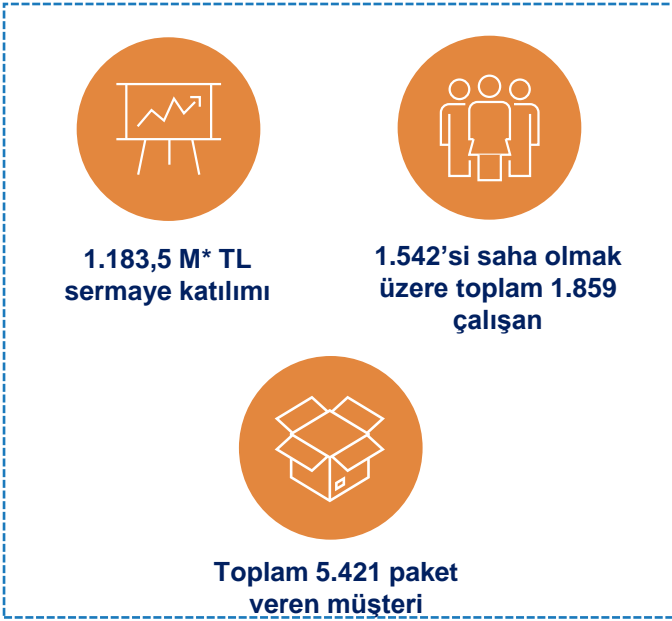 1.183,5 M* TL
sermaye katılımı
1.542’si saha olmak
üzere toplam 1.859
çalışan
Toplam 5.421 paket
veren müşteri